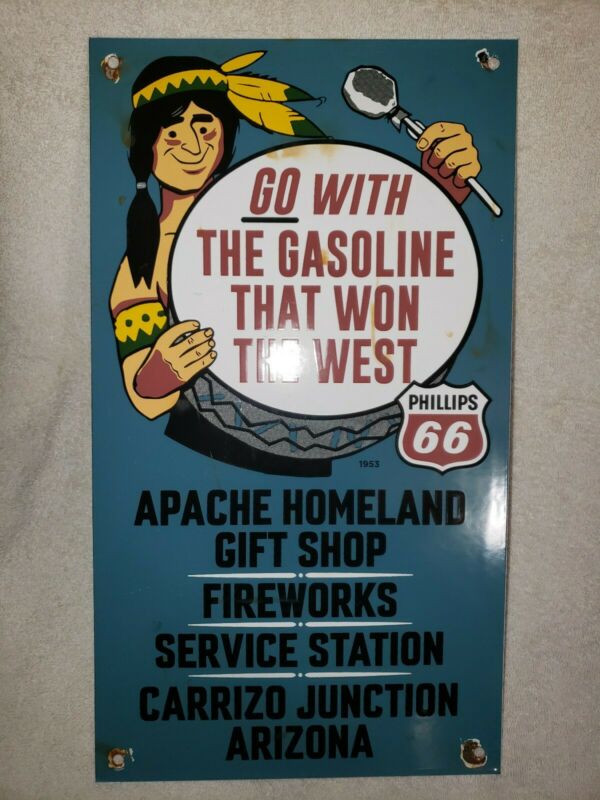 GO WITH
THE GASOLINE
THAT WON
THE WEST
PHILLIPS
66
1953
APACHE HOMELAND
GIFT SHOP
FIREWORKS
SERVICE STATION
CARRIZO JUNCTION
ARIZONA